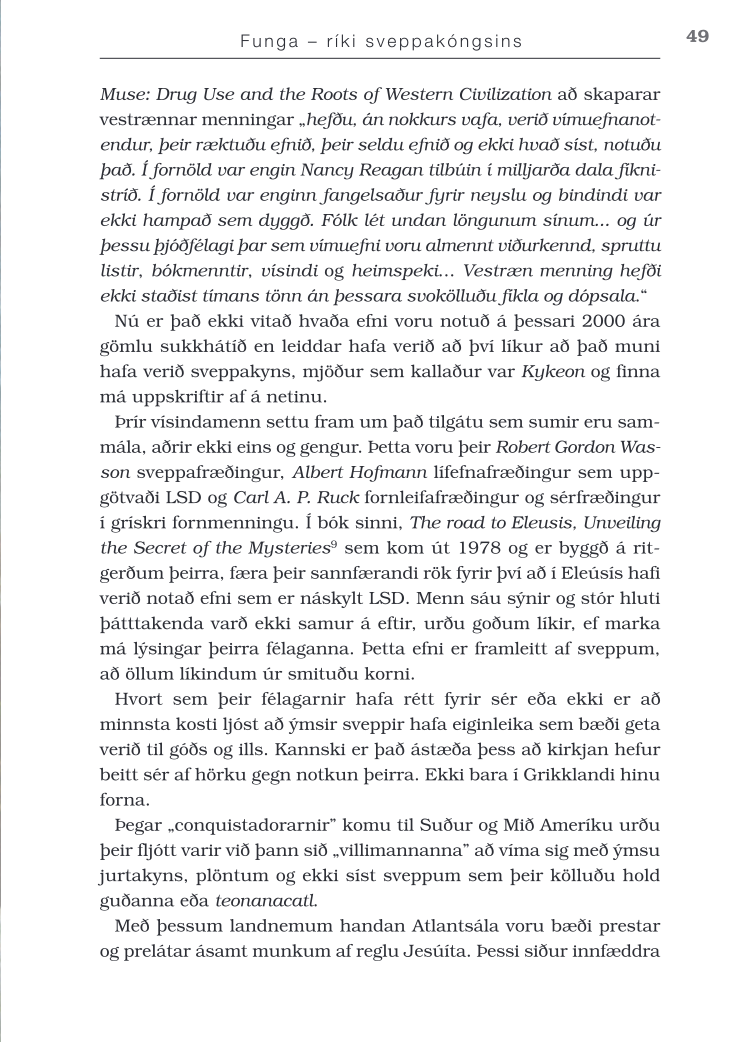 Funga – ríki sveppakóngsins
49
Muse: Drug Use and the Roots of Western Civilization að skaparar
vestrænnar menningar „hefðu, án nokkurs vafa, verið vímuefnanot-
endur, þeir ræktuðu efnið, þeir seldu efnið og ekki hvað síst, notuðu
það. Í fornöld var engin Nancy Reagan tilbúin í milljarða dala fíkni-
stríð. Í fornöld var enginn fangelsaður fyrir neyslu og bindindi var
ekki hampað sem dyggð. Fólk lét undan löngunum sínum... og úr
þessu þjóðfélagi þar sem vímuefni voru almennt viðurkennd, spruttu
listir, bókmenntir, vísindi og heimspeki... Vestræn menning hefði
ekki staðist tímans tönn án þessara svokölluðu fíkla og dópsala.“
Nú er það ekki vitað hvaða efni voru notuð á þessari 2000 ára
gömlu sukkhátíð en leiddar hafa verið að því líkur að það muni
hafa verið sveppakyns, mjöður sem kallaður var Kykeon og finna
má uppskriftir af á netinu.
Þrír vísindamenn settu fram um það tilgátu sem sumir eru sam-
mála, aðrir ekki eins og gengur. Þetta voru þeir Robert Gordon Was-
son sveppafræðingur, Albert Hofmann lífefnafræðingur sem upp-
götvaði LSD og Carl A. P. Ruck fornleifafræðingur og sérfræðingur
í grískri fornmenningu. Í bók sinni, The road to Eleusis, Unveiling
the Secret of the Mysteries⁹ sem kom út 1978 og er byggð á rit-
gerðum þeirra, færa þeir sannfærandi rök fyrir því að í Eleúsís hafi
verið notað efni sem er náskylt LSD. Menn sáu sýnir og stór hluti
þátttakenda varð ekki samur á eftir, urðu goðum líkir, ef marka
má lýsingar þeirra félaganna. Þetta efni er framleitt af sveppum,
að öllum líkindum úr smituðu korni.
Hvort sem þeir félagarnir hafa rétt fyrir sér eða ekki er að
minnsta kosti ljóst að ýmsir sveppir hafa eiginleika sem bæði geta
verið til góðs og ills. Kannski er það ástæða þess að kirkjan hefur
beitt sér af hörku gegn notkun þeirra. Ekki bara í Grikklandi hinu
forna.
Þegar „conquistadorarnir” komu til Suður og Mið Ameríku urðu
þeir fljótt varir við þann sið „villimannanna” að víma sig með ýmsu
jurtakyns, plöntum og ekki síst sveppum sem þeir kölluðu hold
guðanna eða teonanacatl.
Með þessum landnemum handan Atlantsála voru bæði prestar
og prelátar ásamt munkum af reglu Jesúíta. Þessi siður innfæddra